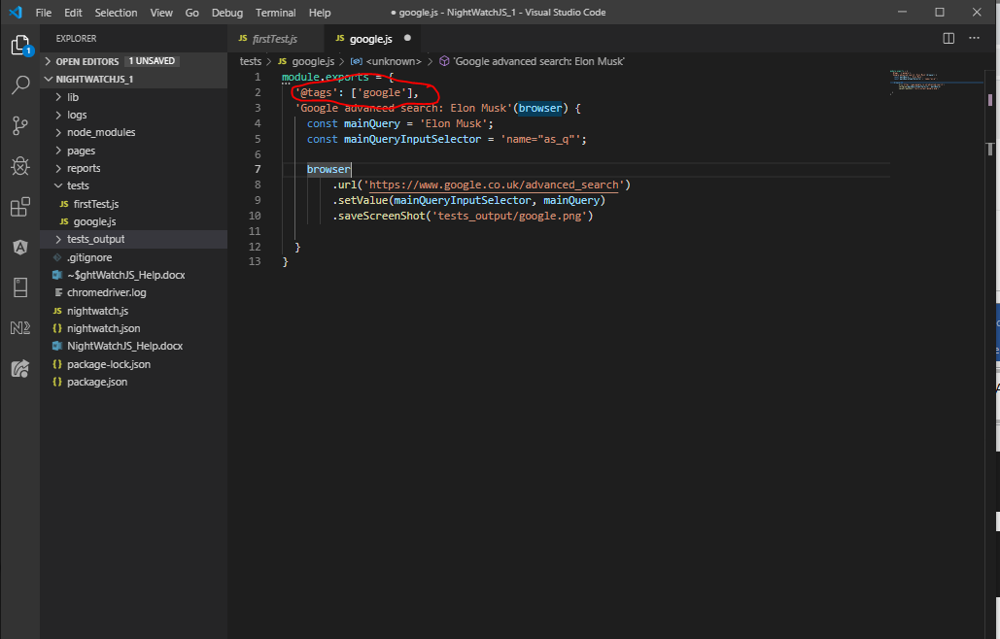 File Edit Selection View Go Debug Terminal Help ● google.js - NightWatchJS_1 - Visual Studio Code
EXPLORER
1
OPEN EDITORS 1 UNSAVED
NIGHTWATCHJS_1
lib
logs
node_modules
pages
reports
tests
JS firstTest.js
JS google.js
tests_output
.gitignore
~$ghtWatchJS_Help.docx
chromedriver.log
JS nightwatch.js
{} nightwatch.json
NightWatchJS_Help.docx
{} package-lock.json
{} package.json
JS firstTest.js JS google.js ●
tests > JS google.js > <unknown> > 'Google advanced search: Elon Musk'
1 module.exports = {
2 '@tags': ['google'],
3 'Google advanced search: Elon Musk'(browser) {
4 const mainQuery = 'Elon Musk';
5 const mainQueryInputSelector = 'name="as_q"';
6
7 browser
8 .url('https://www.google.co.uk/advanced_search')
9 .setValue(mainQueryInputSelector, mainQuery)
10 .saveScreenShot('tests_output/google.png')
11
12 }
13 }